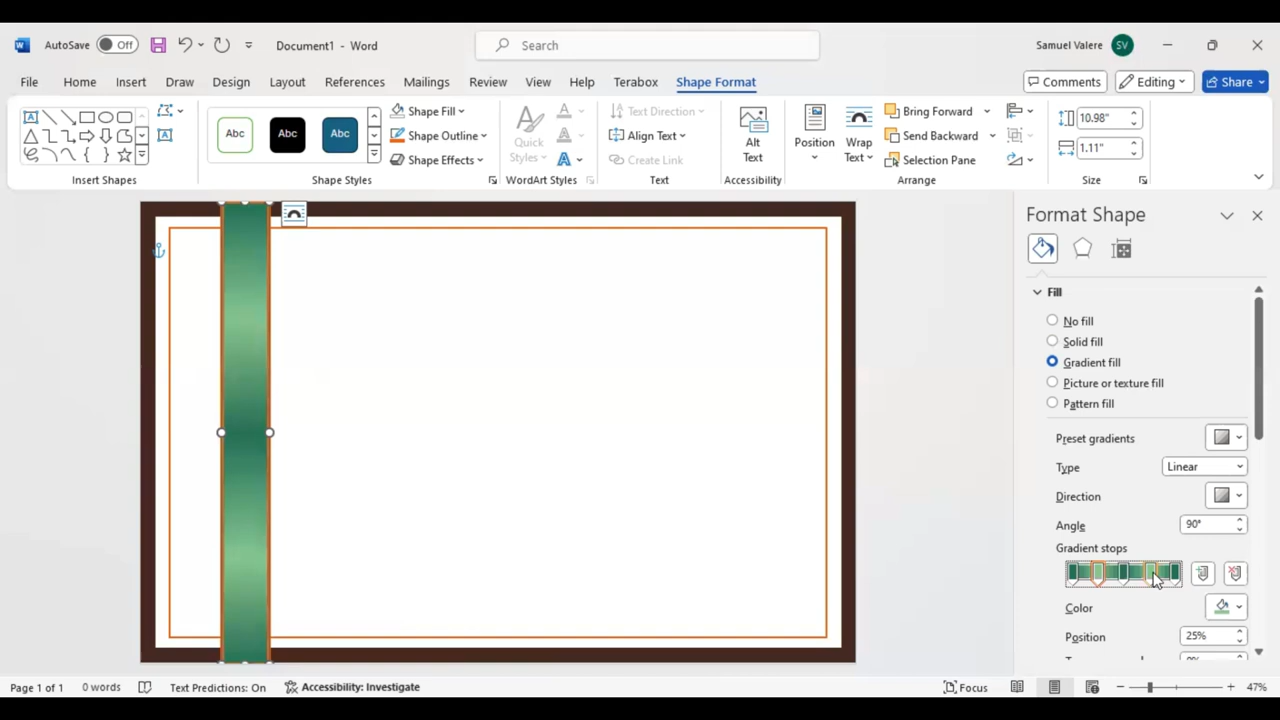 AutoSave Off Document1 - Word Search Samuel Valere SV
File Home Insert Draw Design Layout References Mailings Review View Help Terabox Shape Format Comments Editing Share
Abc Abc Abc
Shape Fill
Shape Outline
Shape Effects
Quick
Styles
Text Direction
Align Text
Create Link
Alt
Text
Position
Wrap
Text
Bring Forward
Send Backward
Selection Pane
10.98"
1.11"
Insert Shapes Shape Styles WordArt Styles Text Accessibility Arrange Size
Format Shape
Fill
No fill
Solid fill
Gradient fill
Picture or texture fill
Pattern fill
Preset gradients
Type Linear
Direction
Angle 90°
Gradient stops
Color
Position 25%
Page 1 of 1 0 words Text Predictions: On Accessibility: Investigate Focus 47%